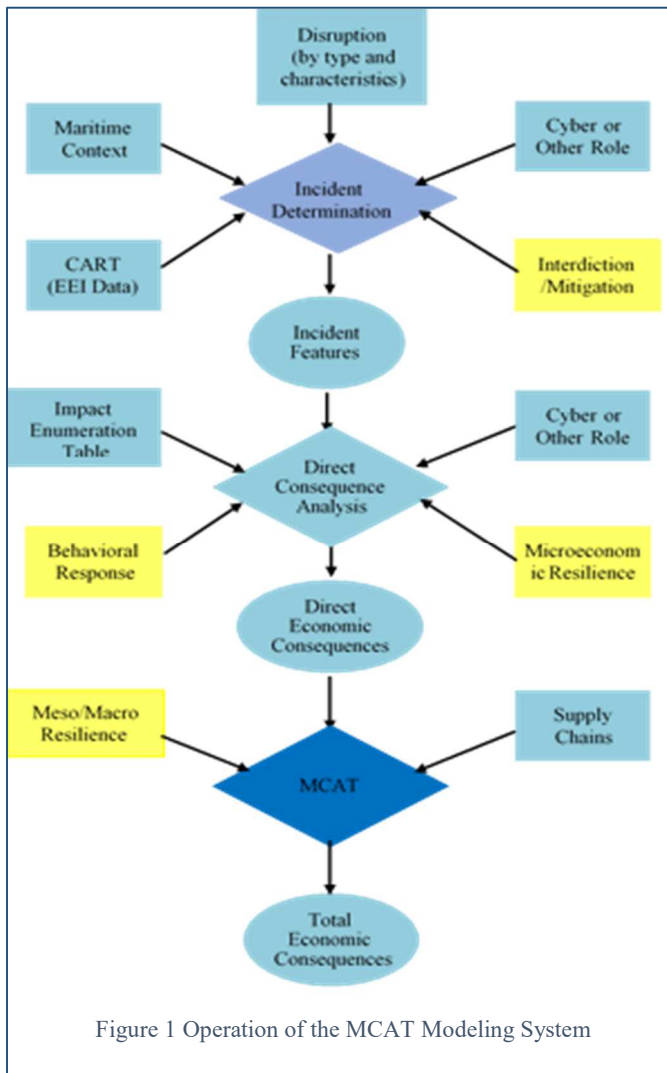 Disruption
(by type and
characteristics)
Maritime
Context
Cyber or
Other Role
Incident
Determination
CART
(EEI Data)
Interdiction
/Mitigation
Incident
Features
Impact
Enumeration
Table
Cyber or
Other Role
Direct
Consequence
Analysis
Behavioral
Response
Microeconom
ic Resilience
Direct
Economic
Consequences
Meso/Macro
Resilience
Supply
Chains
MCAT
Total
Economic
Consequences
Figure 1 Operation of the MCAT Modeling System